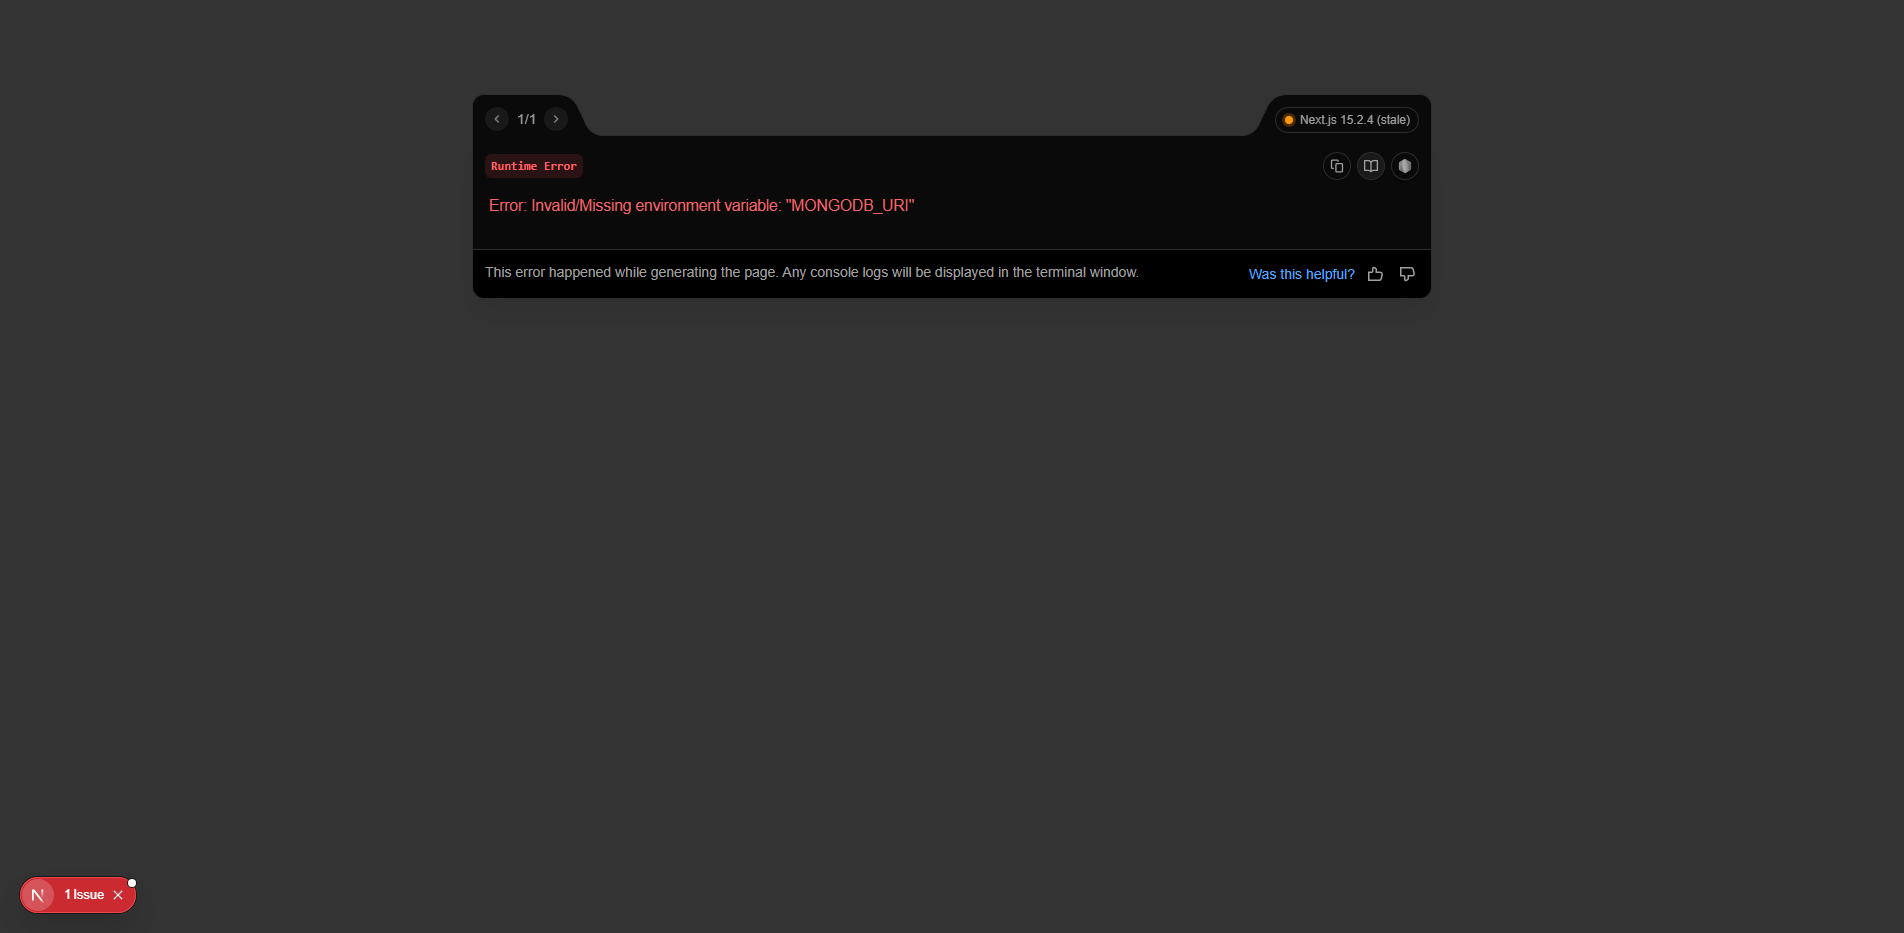 1/1
Next.js 15.2.4 (stale)
Runtime Error
Error: Invalid/Missing environment variable: "MONGODB_URI"
This error happened while generating the page. Any console logs will be displayed in the terminal window.
Was this helpful?
N
1 Issue